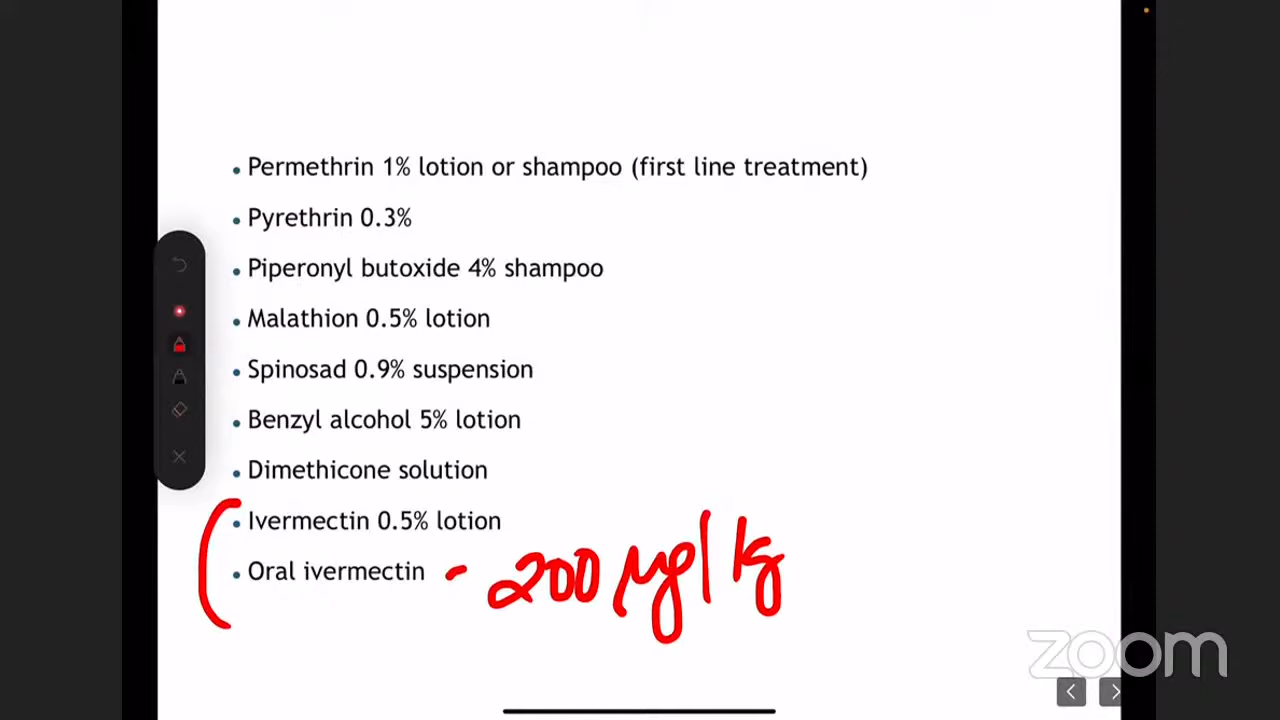 • Permethrin 1% lotion or shampoo (first line treatment)
• Pyrethrin 0.3%
• Piperonyl butoxide 4% shampoo
• Malathion 0.5% lotion
• Spinosad 0.9% suspension
• Benzyl alcohol 5% lotion
• Dimethicone solution
• Ivermectin 0.5% lotion
• Oral ivermectin - 200 μg/kg
zoom